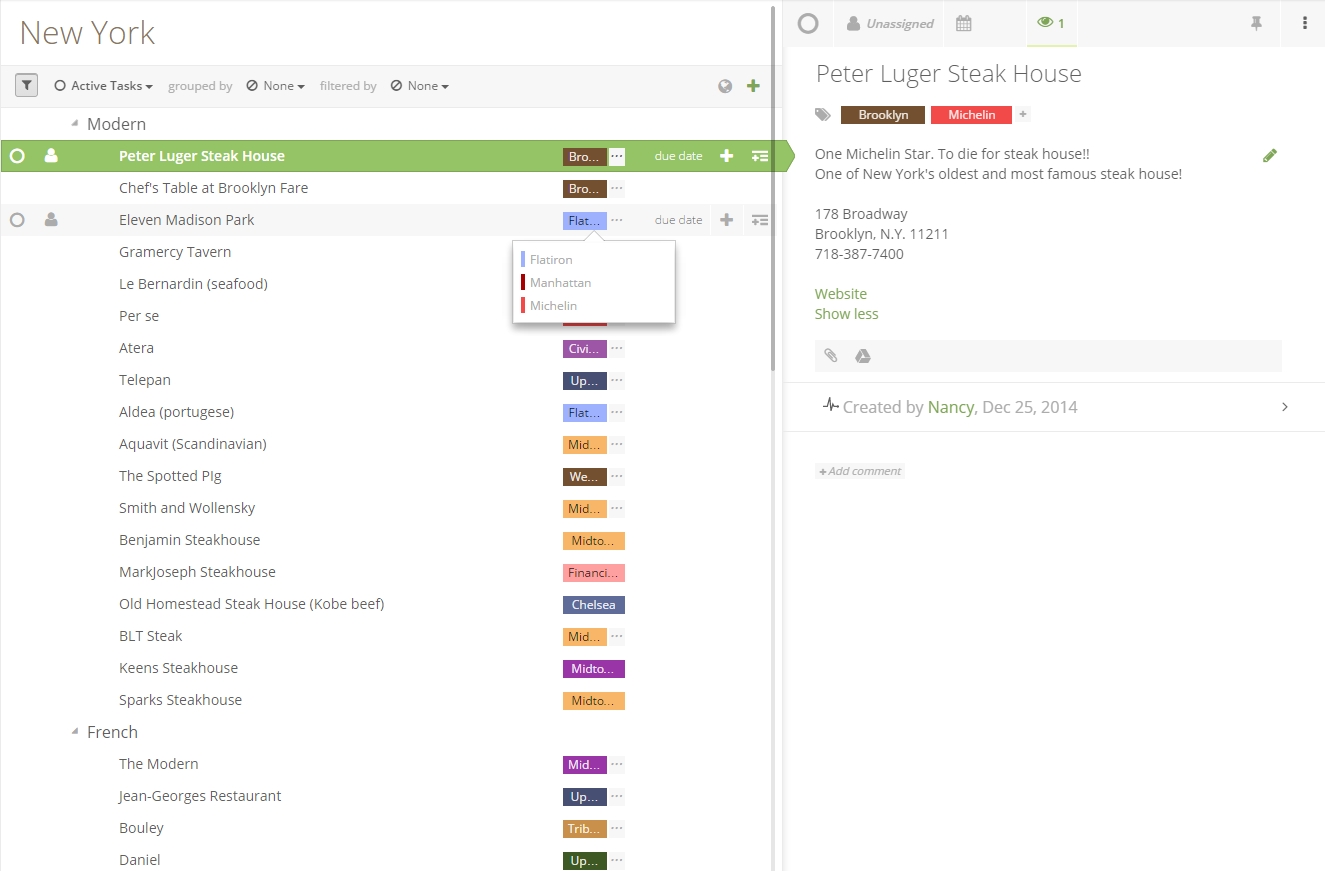 New York
Active Tasks grouped by None filtered by None
Modern
Peter Luger Steak House Bro... ... due date
Chef's Table at Brooklyn Fare Bro... ...
Eleven Madison Park Flat... ... due date
Gramercy Tavern
Le Bernardin (seafood)
Per se
Flatiron
Manhattan
Michelin
Atera Civi... ...
Telepan Up... ...
Aldea (portugese) Flat... ...
Aquavit (Scandinavian) Mid... ...
The Spotted PIg We... ...
Smith and Wollensky Mid... ...
Benjamin Steakhouse Midto...
MarkJoseph Steakhouse Financi...
Old Homestead Steak House (Kobe beef) Chelsea
BLT Steak Mid... ...
Keens Steakhouse Midto...
Sparks Steakhouse Midto...
French
The Modern Mid... ...
Jean-Georges Restaurant Up... ...
Bouley Trib... ...
Daniel Up... ...
Unassigned 1
Peter Luger Steak House
Brooklyn Michelin +
One Michelin Star. To die for steak house!!
One of New York's oldest and most famous steak house!
178 Broadway
Brooklyn, N.Y. 11211
718-387-7400
Website
Show less
Created by Nancy, Dec 25, 2014
+ Add comment